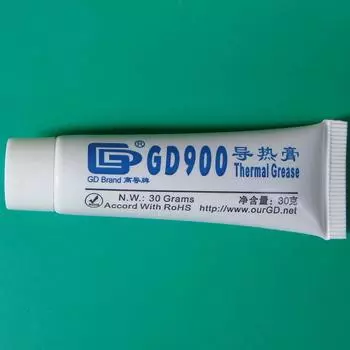 GD® GD900 导热膏
Thermal Grease
GD Brand 高导牌
N.W.: 30 Grams 净含量: 30克
Accord With RoHS http://www.ourGD.net